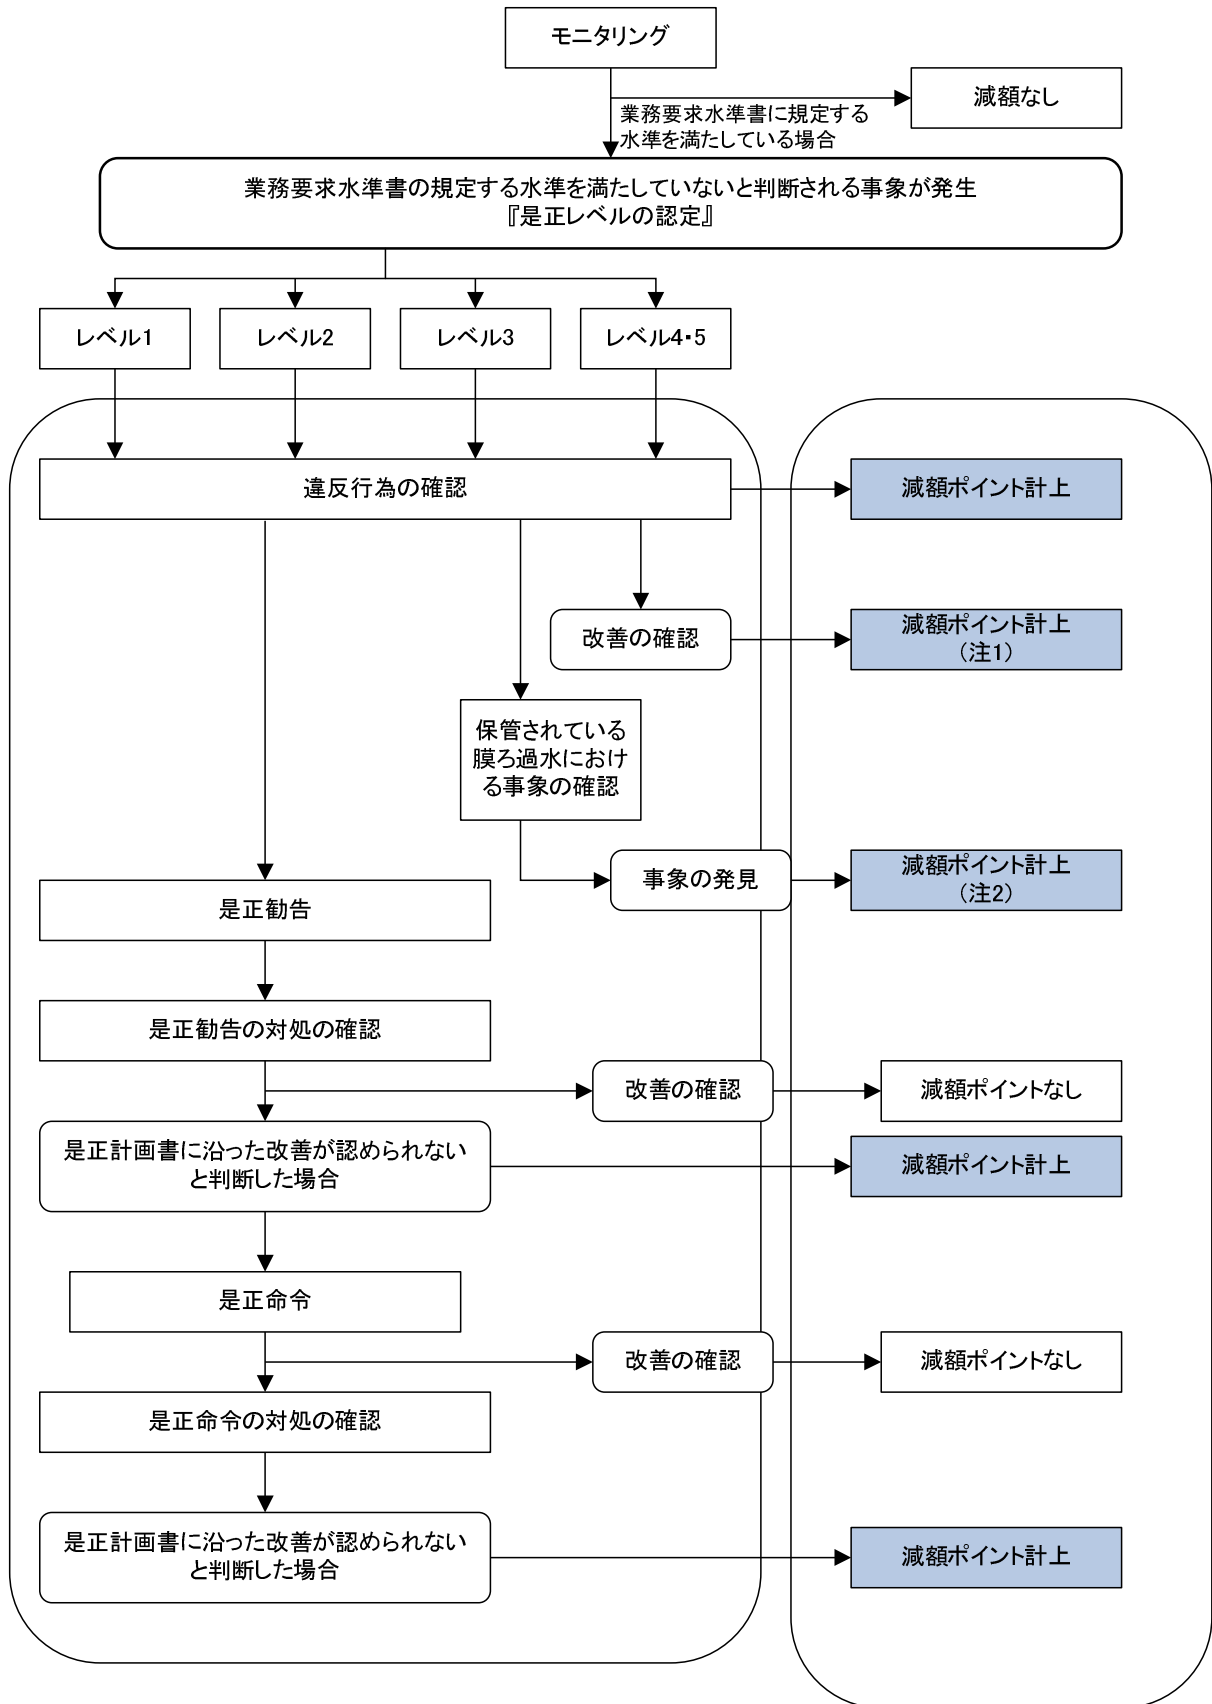 モニタリング
減額なし
業務要求水準書に規定する
水準を満たしている場合
業務要求水準書の規定する水準を満たしていないと判断される事象が発生
『是正レベルの認定』
レベル1
レベル2
レベル3
レベル4・5
違反行為の確認
減額ポイント計上
改善の確認
減額ポイント計上
（注1）
保管されている
膜ろ過水におけ
る事象の確認
事象の発見
減額ポイント計上
（注2）
是正勧告
是正勧告の対処の確認
改善の確認
減額ポイントなし
是正計画書に沿った改善が認められない
と判断した場合
減額ポイント計上
是正命令
改善の確認
減額ポイントなし
是正命令の対処の確認
是正計画書に沿った改善が認められない
と判断した場合
減額ポイント計上